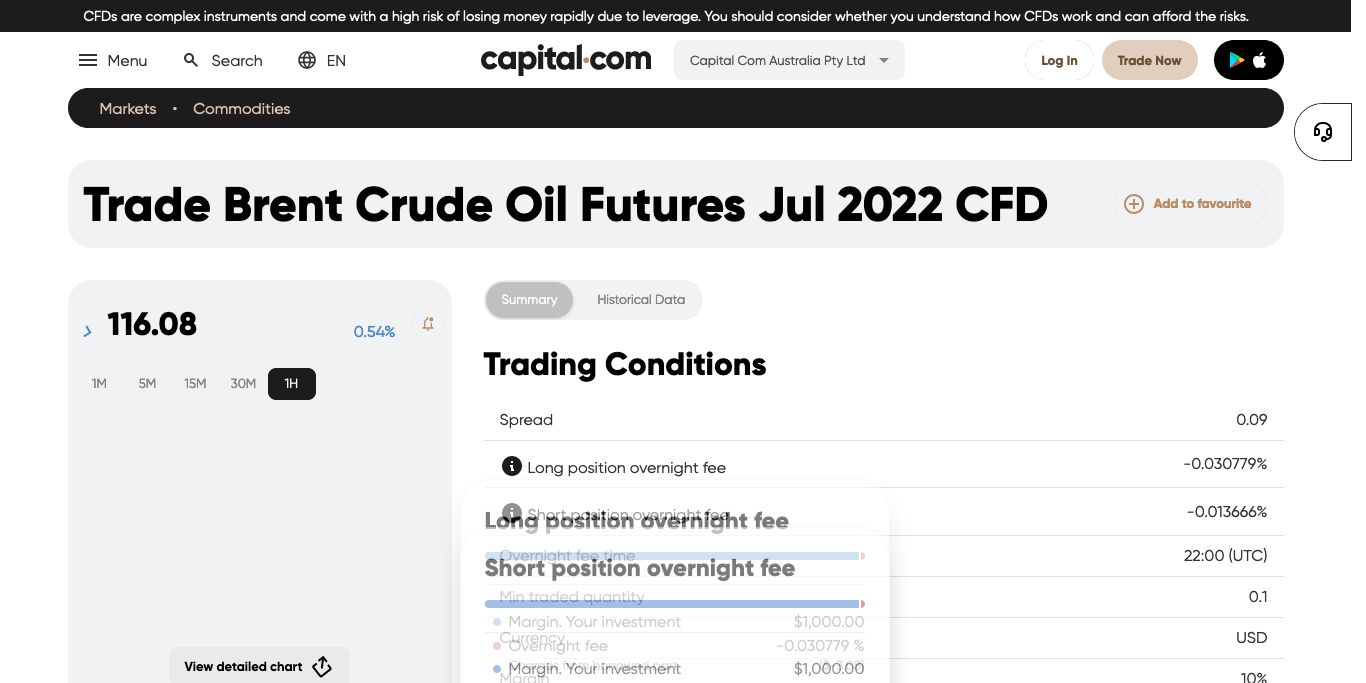 CFDs are complex instruments and come with a high risk of losing money rapidly due to leverage. You should consider whether you understand how CFDs work and can afford the risks.
Menu Search EN capital.com Capital Com Australia Pty Ltd Log In Trade Now
Markets • Commodities
Trade Brent Crude Oil Futures Jul 2022 CFD Add to favourite
116.08 0.54%
1M 5M 15M 30M 1H
View detailed chart
Summary Historical Data
Trading Conditions
Spread 0.09
Long position overnight fee -0.030779%
Short position overnight fee -0.013666%
Long position overnight fee
Overnight fee time 22:00 (UTC)
Short position overnight fee
Min traded quantity 0.1
Margin. Your investment $1,000.00
Currency USD
Overnight fee -0.030779 %
Margin. Your investment $1,000.00
Margin 10%